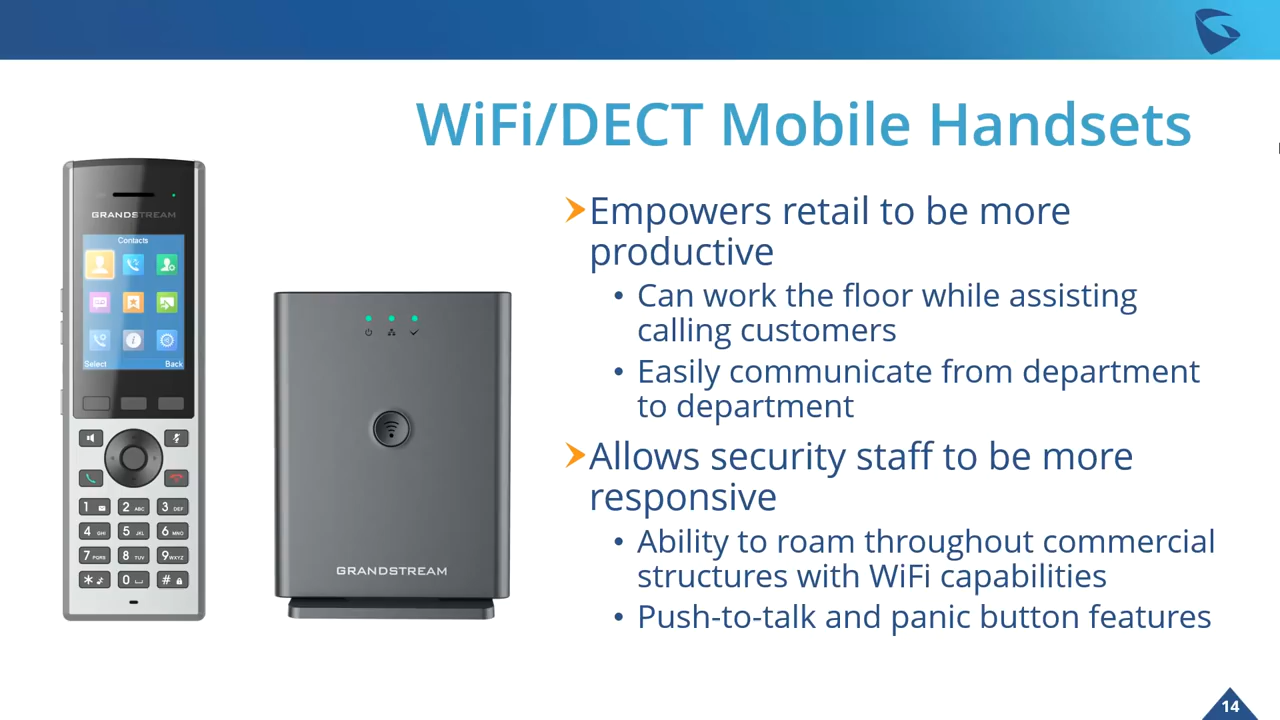 WiFi/DECT Mobile Handsets
GRANDSTREAM
Contacts
Select Back
1
2 ABC
3 DEF
4 GHI
5 JKL
6 MNO
7 PQRS
8 TUV
9 WXYZ
*
0
#
GRANDSTREAM
➤Empowers retail to be more
productive
• Can work the floor while assisting
calling customers
• Easily communicate from department
to department
➤Allows security staff to be more
responsive
• Ability to roam throughout commercial
structures with WiFi capabilities
• Push-to-talk and panic button features
14